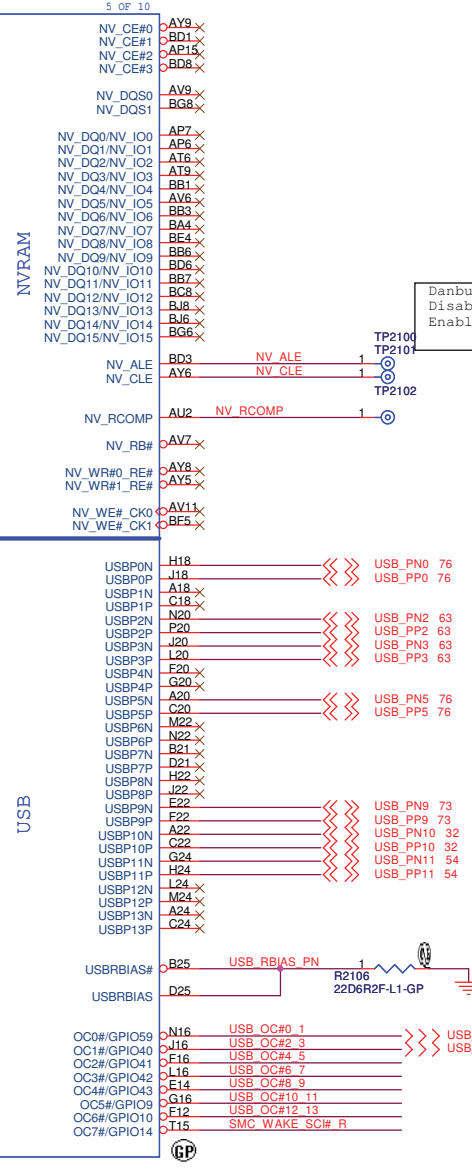 5 OF 10
NV_CE#0 AY9
NV_CE#1 BD1
NV_CE#2 AP15
NV_CE#3 BD8
NV_DQS0 AV9
NV_DQS1 BG8
NVRAM
NV_DQ0/NV_IO0 AP7
NV_DQ1/NV_IO1 AP6
NV_DQ2/NV_IO2 AT6
NV_DQ3/NV_IO3 AT9
NV_DQ4/NV_IO4 BB1
NV_DQ5/NV_IO5 AV6
NV_DQ6/NV_IO6 BB3
NV_DQ7/NV_IO7 BA4
NV_DQ8/NV_IO8 BE4
NV_DQ9/NV_IO9 BB6
NV_DQ10/NV_IO10 BD6
NV_DQ11/NV_IO11 BB7
NV_DQ12/NV_IO12 BC8
NV_DQ13/NV_IO13 BJ8
NV_DQ14/NV_IO14 BJ6
NV_DQ15/NV_IO15 BG6
Danbu
Disab
Enabl
TP2100
TP2101
NV_ALE BD3 NV_ALE 1
NV_CLE AY6 NV_CLE 1
TP2102
NV_RCOMP AU2 NV_RCOMP 1
NV_RB# AV7
NV_WR#0_RE# AY8
NV_WR#1_RE# AY5
NV_WE#_CK0 AV11
NV_WE#_CK1 BF5
USB
USBP0N H18 USB_PN0 76
USBP0P J18 USB_PP0 76
USBP1N A18
USBP1P C18
USBP2N N20 USB_PN2 63
USBP2P P20 USB_PP2 63
USBP3N J20 USB_PN3 63
USBP3P L20 USB_PP3 63
USBP4N F20
USBP4P G20
USBP5N A20 USB_PN5 76
USBP5P C20 USB_PP5 76
USBP6N M22
USBP6P N22
USBP7N B21
USBP7P D21
USBP8N H22
USBP8P J22
USBP9N E22 USB_PN9 73
USBP9P F22 USB_PP9 73
USBP10N A22 USB_PN10 32
USBP10P C22 USB_PP10 32
USBP11N G24 USB_PN11 54
USBP11P H24 USB_PP11 54
USBP12N L24
USBP12P M24
USBP13N A24
USBP13P C24
USBRBIAS# B25 USB_RBIAS_PN 1
R2106
22D6R2F-L1-GP
USBRBIAS D25
OC0#/GPIO59 N16 USB_OC#0_1 USB
OC1#/GPIO40 J16 USB_OC#2_3 USB
OC2#/GPIO41 F16 USB_OC#4_5
OC3#/GPIO42 L16 USB_OC#6_7
OC4#/GPIO43 E14 USB_OC#8_9
OC5#/GPIO9 G16 USB_OC#10_11
OC6#/GPIO10 F12 USB_OC#12_13
OC7#/GPIO14 T15 SMC_WAKE_SCI#_R
GP